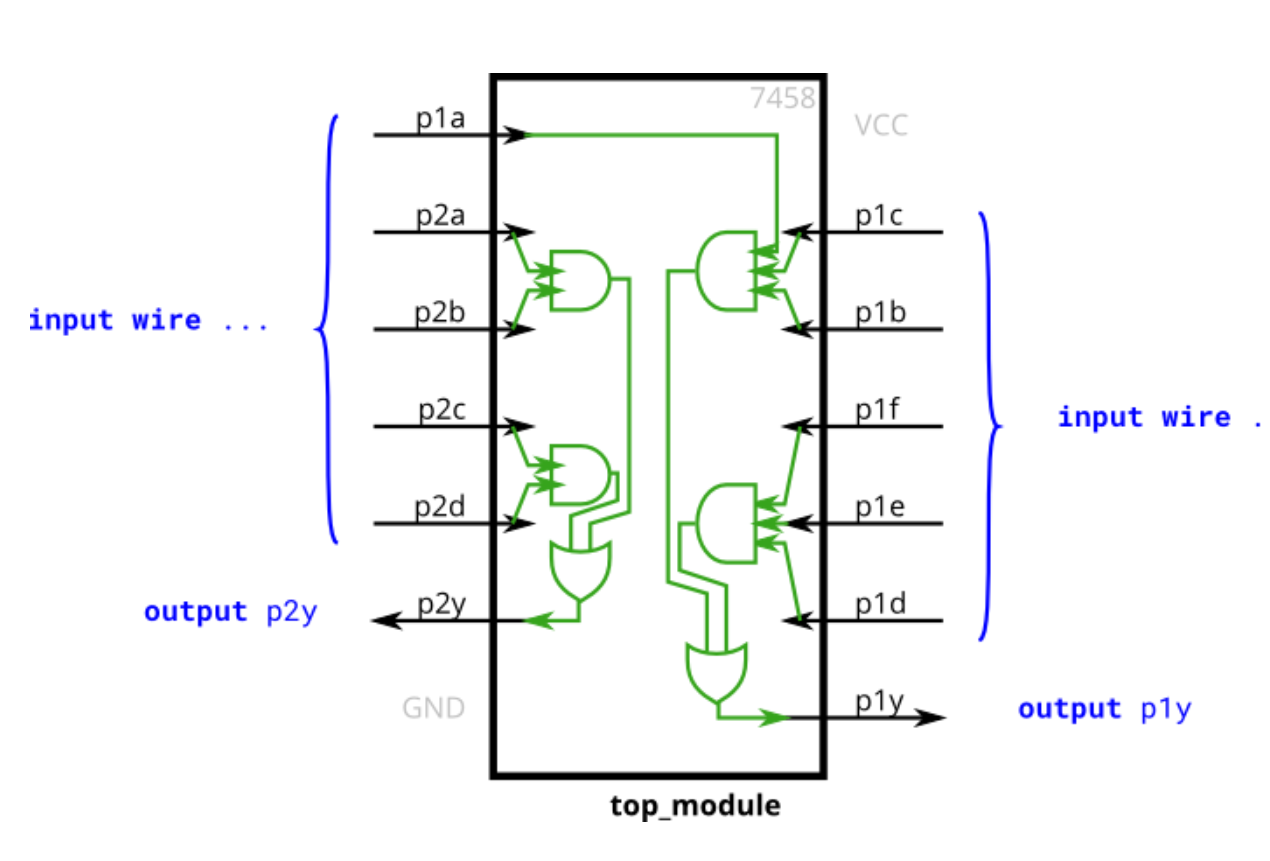 7458
p1a
VCC
p2a
p1c
input wire ...
p2b
p1b
p2c
p1f
input wire .
p2d
p1e
output p2y
p2y
p1d
GND
p1y
output p1y
top_module